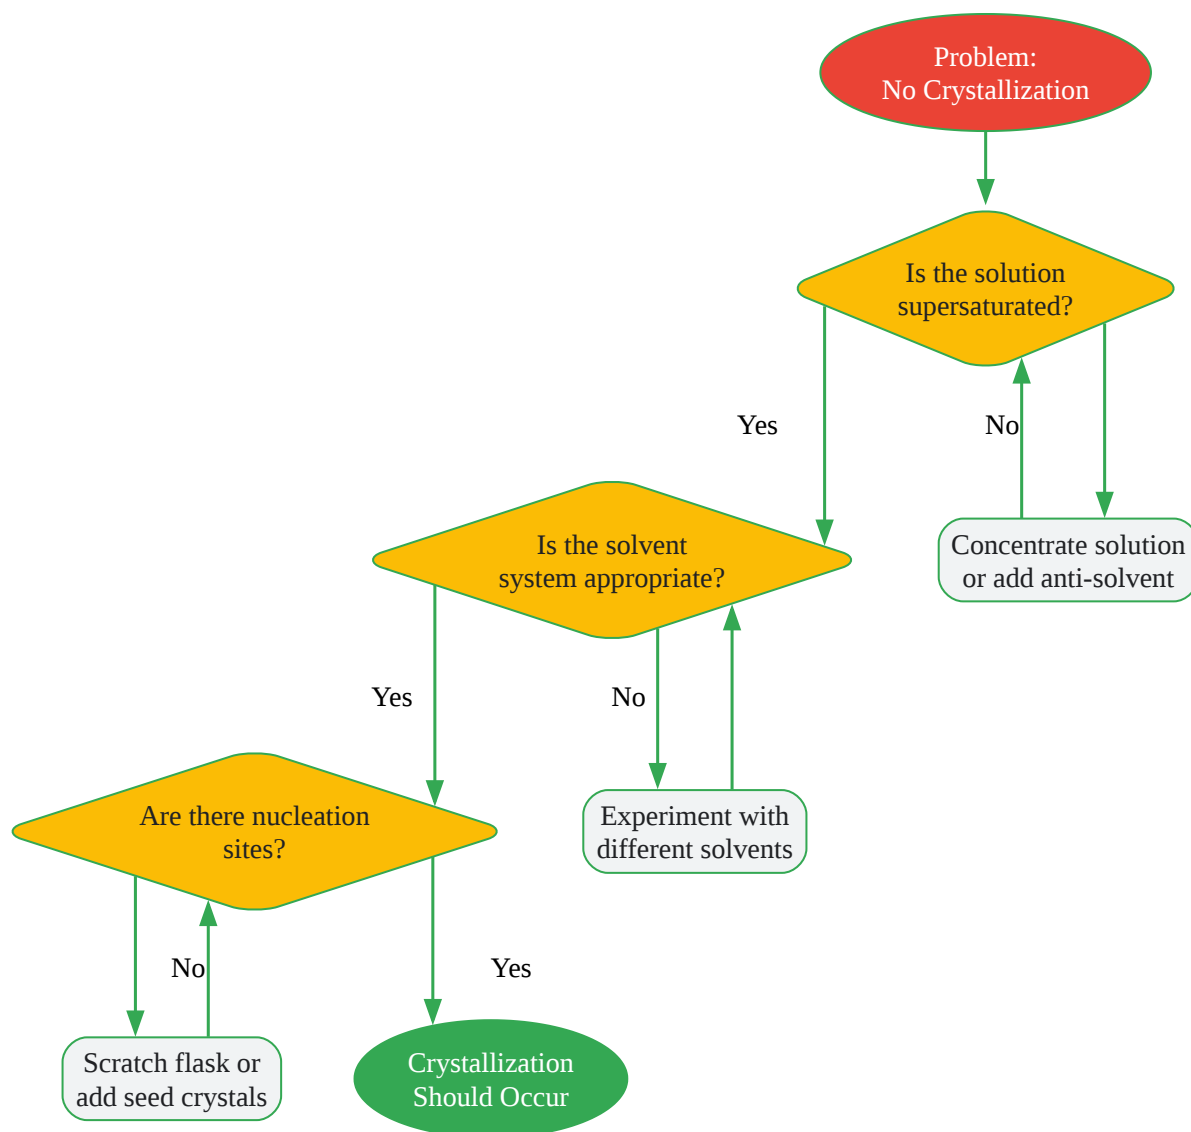 Problem:
No Crystallization
Is the solution
supersaturated?
Yes
No
Concentrate solution
or add anti-solvent
Is the solvent
system appropriate?
Yes
No
Experiment with
different solvents
Are there nucleation
sites?
No
Yes
Scratch flask or
add seed crystals
Crystallization
Should Occur